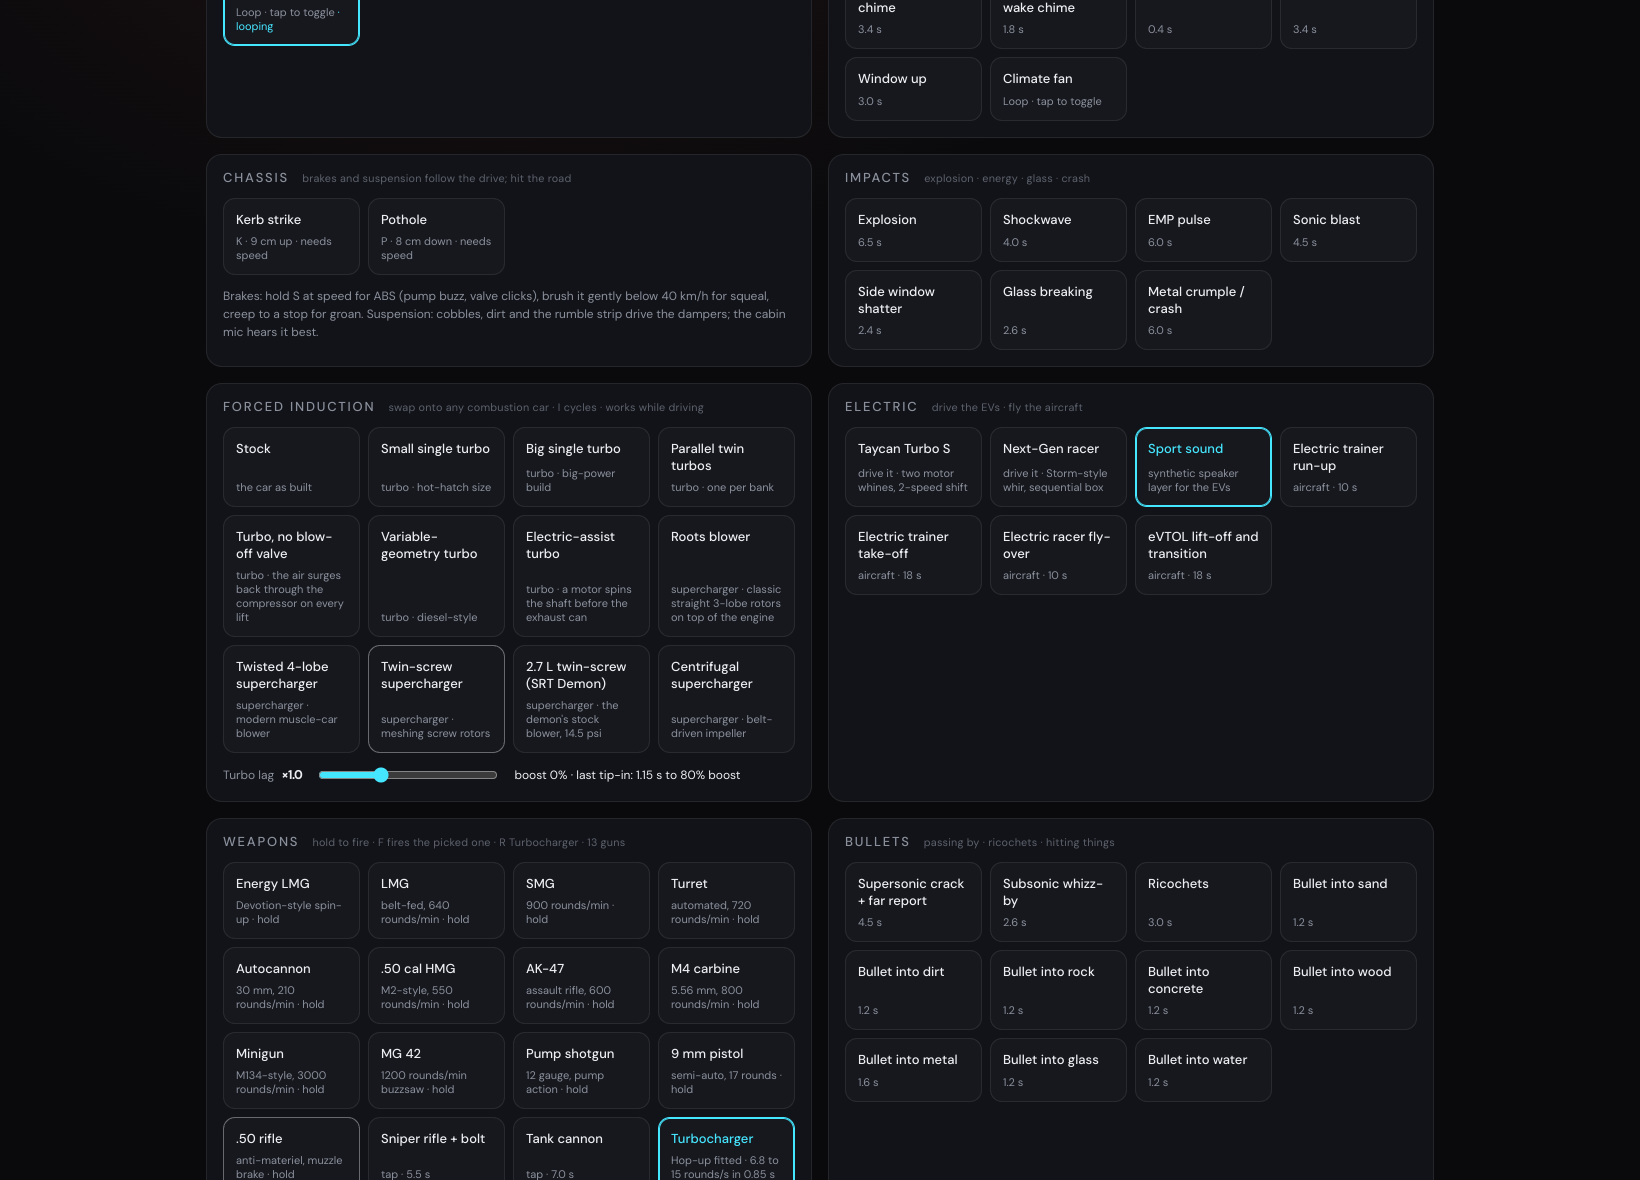 Loop · tap to toggle ·
looping
chime
3.4 s
wake chime
1.8 s
0.4 s
3.4 s
Window up
3.0 s
Climate fan
Loop · tap to toggle
CHASSIS brakes and suspension follow the drive; hit the road
Kerb strike
K · 9 cm up · needs
speed
Pothole
P · 8 cm down · needs
speed
Brakes: hold S at speed for ABS (pump buzz, valve clicks), brush it gently below 40 km/h for squeal,
creep to a stop for groan. Suspension: cobbles, dirt and the rumble strip drive the dampers; the cabin
mic hears it best.
IMPACTS explosion · energy · glass · crash
Explosion
6.5 s
Shockwave
4.0 s
EMP pulse
6.0 s
Sonic blast
4.5 s
Side window
shatter
2.4 s
Glass breaking
2.6 s
Metal crumple /
crash
6.0 s
FORCED INDUCTION swap onto any combustion car · I cycles · works while driving
Stock
the car as built
Small single turbo
turbo · hot-hatch size
Big single turbo
turbo · big-power
build
Parallel twin
turbos
turbo · one per bank
Turbo, no blow-
off valve
turbo · the air surges
back through the
compressor on every
lift
Variable-
geometry turbo
turbo · diesel-style
Electric-assist
turbo
turbo · a motor spins
the shaft before the
exhaust can
Roots blower
supercharger · classic
straight 3-lobe rotors
on top of the engine
Twisted 4-lobe
supercharger
supercharger ·
modern muscle-car
blower
Twin-screw
supercharger
supercharger ·
meshing screw rotors
2.7 L twin-screw
(SRT Demon)
supercharger · the
demon's stock
blower, 14.5 psi
Centrifugal
supercharger
supercharger · belt-
driven impeller
Turbo lag ×1.0 boost 0% · last tip-in: 1.15 s to 80% boost
ELECTRIC drive the EVs · fly the aircraft
Taycan Turbo S
drive it · two motor
whines, 2-speed shift
Next-Gen racer
drive it · Storm-style
whir, sequential box
Sport sound
synthetic speaker
layer for the EVs
Electric trainer
run-up
aircraft · 10 s
Electric trainer
take-off
aircraft · 18 s
Electric racer fly-
over
aircraft · 10 s
eVTOL lift-off and
transition
aircraft · 18 s
WEAPONS hold to fire · F fires the picked one · R Turbocharger · 13 guns
Energy LMG
Devotion-style spin-
up · hold
LMG
belt-fed, 640
rounds/min · hold
SMG
900 rounds/min ·
hold
Turret
automated, 720
rounds/min · hold
Autocannon
30 mm, 210
rounds/min · hold
.50 cal HMG
M2-style, 550
rounds/min · hold
AK-47
assault rifle, 600
rounds/min · hold
M4 carbine
5.56 mm, 800
rounds/min · hold
Minigun
M134-style, 3000
rounds/min · hold
MG 42
1200 rounds/min
buzzsaw · hold
Pump shotgun
12 gauge, pump
action · hold
9 mm pistol
semi-auto, 17 rounds ·
hold
.50 rifle
anti-materiel, muzzle
brake · hold
Sniper rifle + bolt
tap · 5.5 s
Tank cannon
tap · 7.0 s
Turbocharger
Hop-up fitted · 6.8 to
15 rounds/s in 0.85 s
BULLETS passing by · ricochets · hitting things
Supersonic crack
+ far report
4.5 s
Subsonic whizz-
by
2.6 s
Ricochets
3.0 s
Bullet into sand
1.2 s
Bullet into dirt
1.2 s
Bullet into rock
1.2 s
Bullet into
concrete
1.2 s
Bullet into wood
1.2 s
Bullet into metal
1.6 s
Bullet into glass
1.2 s
Bullet into water
1.2 s